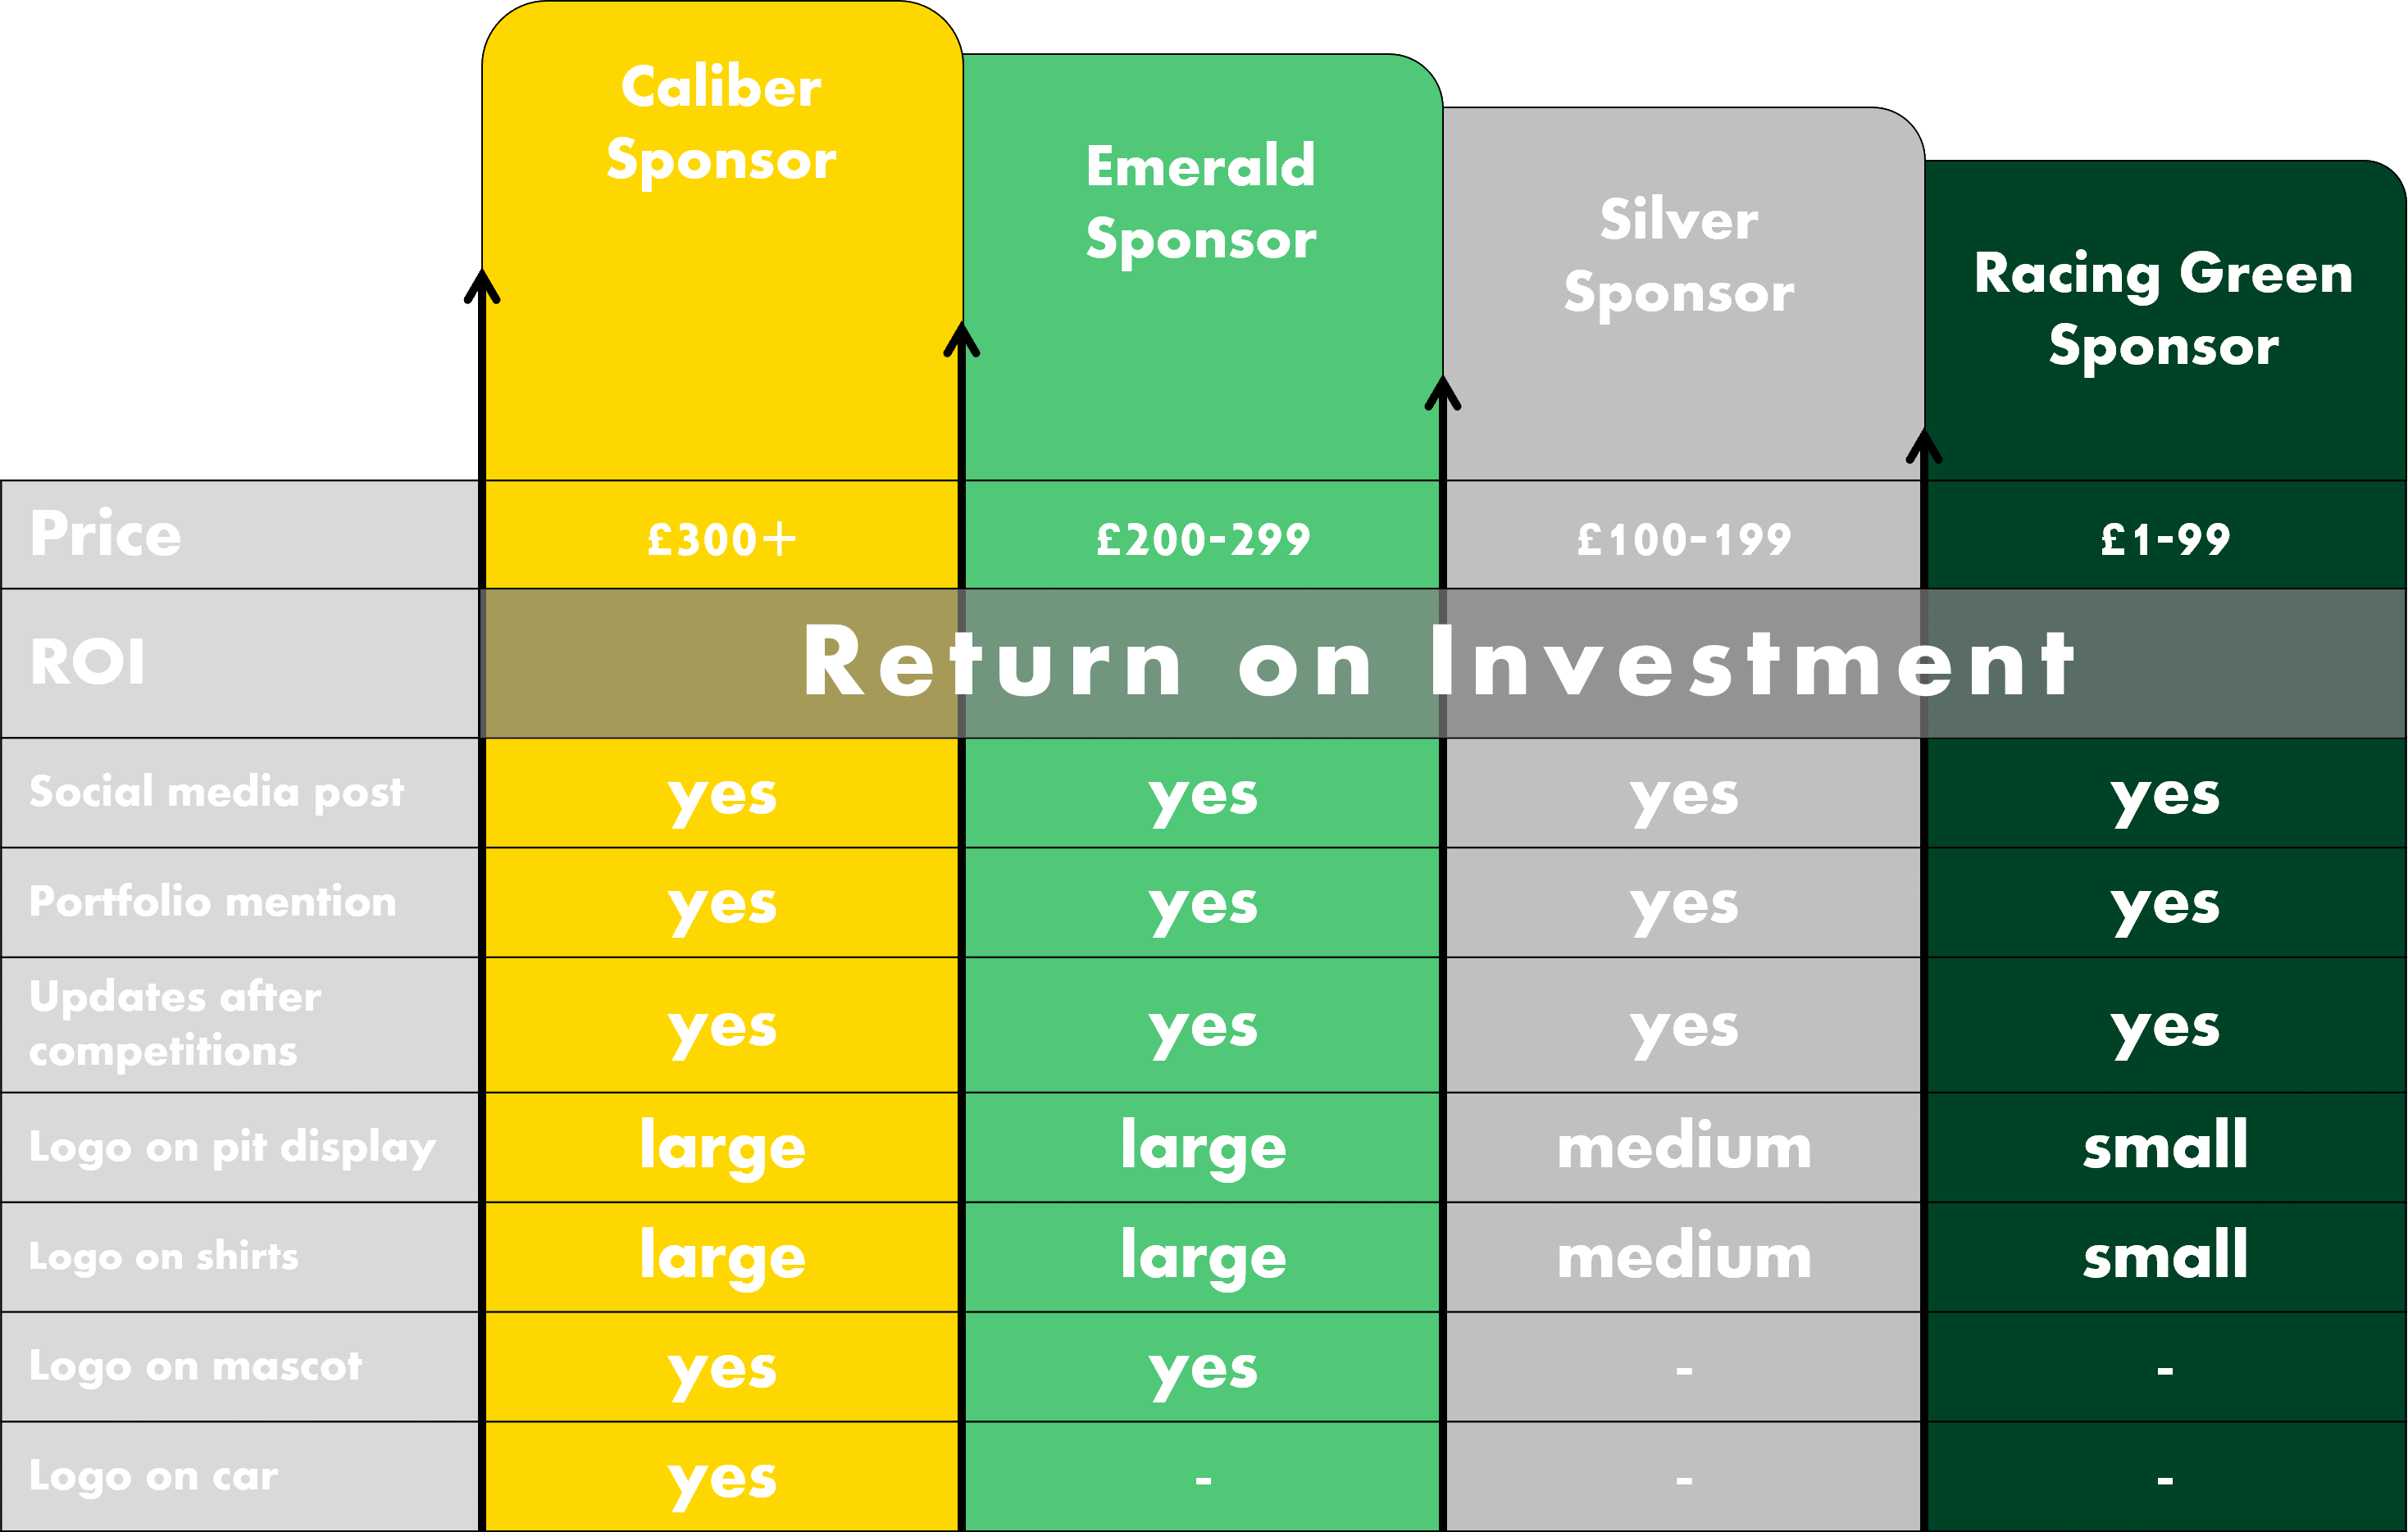 Caliber
Sponsor
Emerald
Sponsor
Silver
Sponsor
Racing Green
Sponsor
Price £300+ £200-299 £100-199 £1-99
ROI Return on Investment
Social media post yes yes yes yes
Portfolio mention yes yes yes yes
Updates after
competitions yes yes yes yes
Logo on pit display large large medium small
Logo on shirts large large medium small
Logo on mascot yes yes - -
Logo on car yes - - -